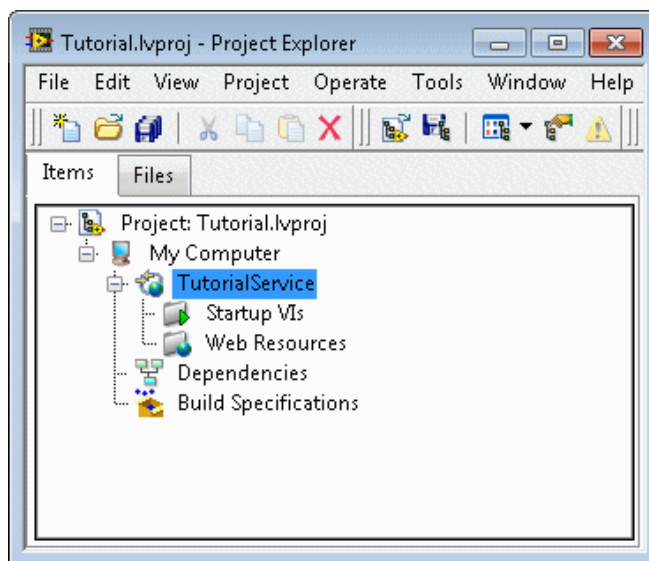 Tutorial.lvproj - Project Explorer
File Edit View Project Operate Tools Window Help
Items Files
Project: Tutorial.lvproj
My Computer
TutorialService
Startup VIs
Web Resources
Dependencies
Build Specifications